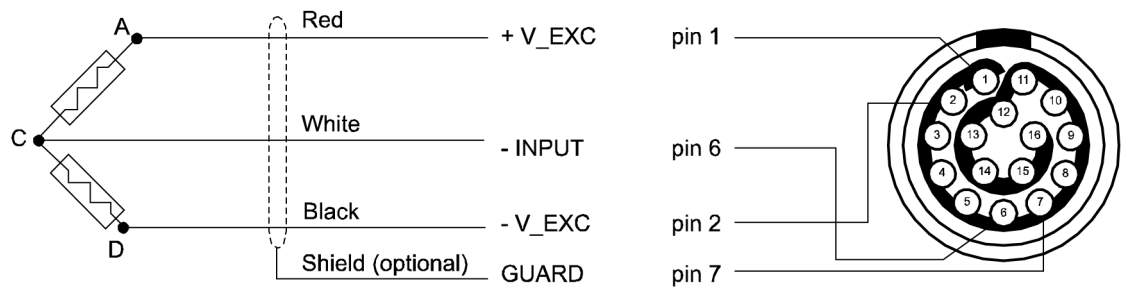 A
Red
+ V_EXC
pin 1
C
White
- INPUT
pin 6
Black
- V_EXC
pin 2
D
Shield (optional)
GUARD
pin 7
1
11
2
10
12
3
13
16
9
4
14
15
8
5
6
7